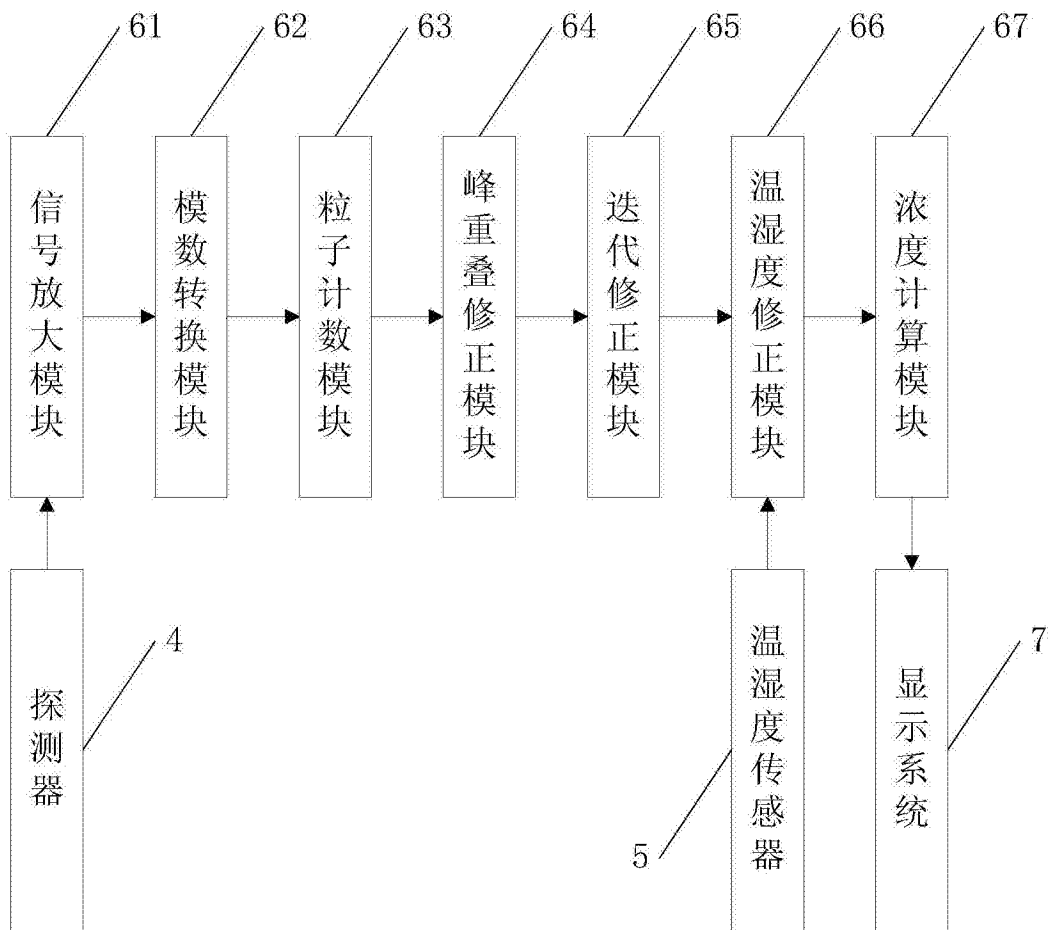 61
62
63
64
65
66
67
信号放大模块
模数转换模块
粒子计数模块
峰重叠修正模块
迭代修正模块
温湿度修正模块
浓度计算模块
4
探测器
5
温湿度传感器
7
显示系统